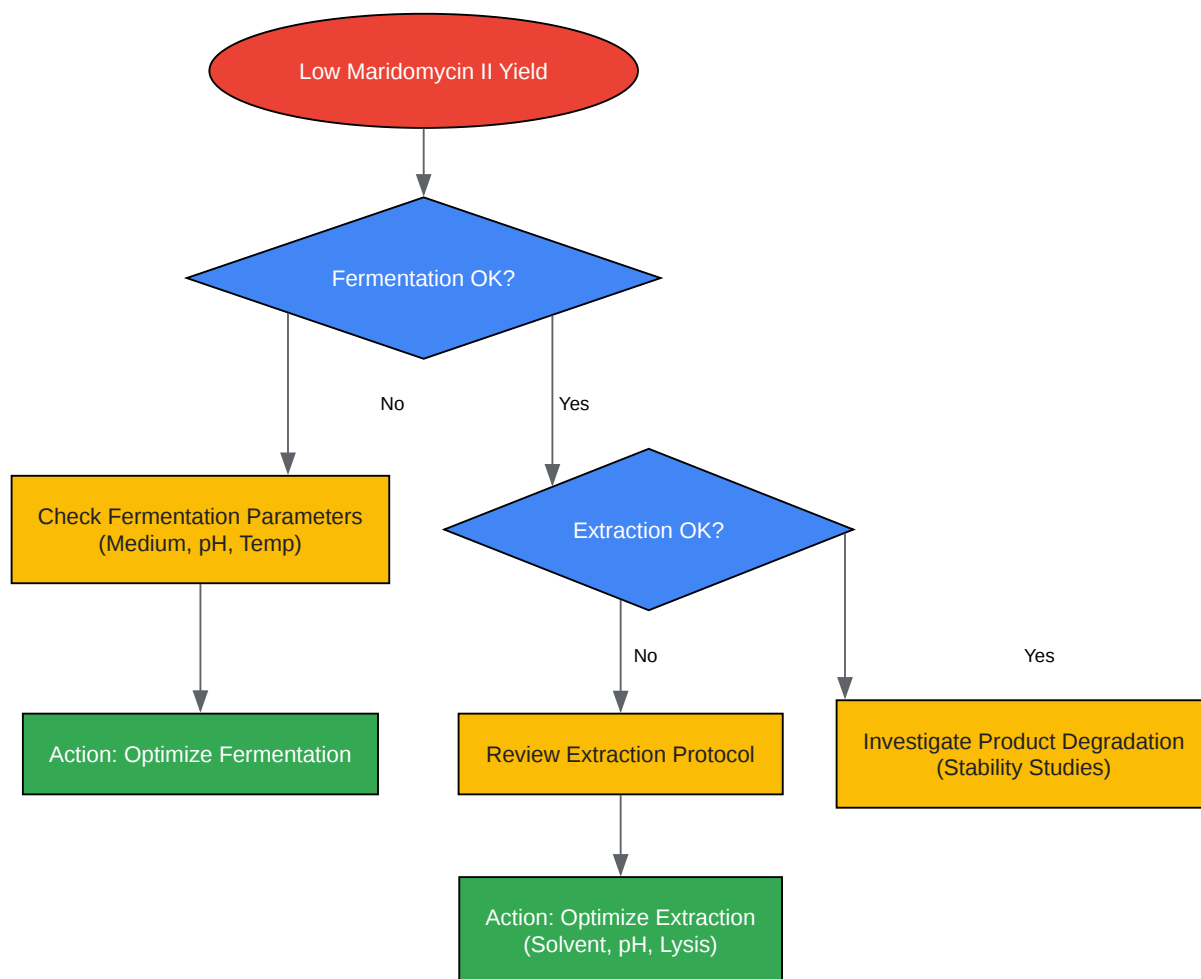 Low Maridomycin II Yield
Fermentation OK?
No
Yes
Check Fermentation Parameters
(Medium, pH, Temp)
Extraction OK?
No
Yes
Action: Optimize Fermentation
Review Extraction Protocol
Investigate Product Degradation
(Stability Studies)
Action: Optimize Extraction
(Solvent, pH, Lysis)